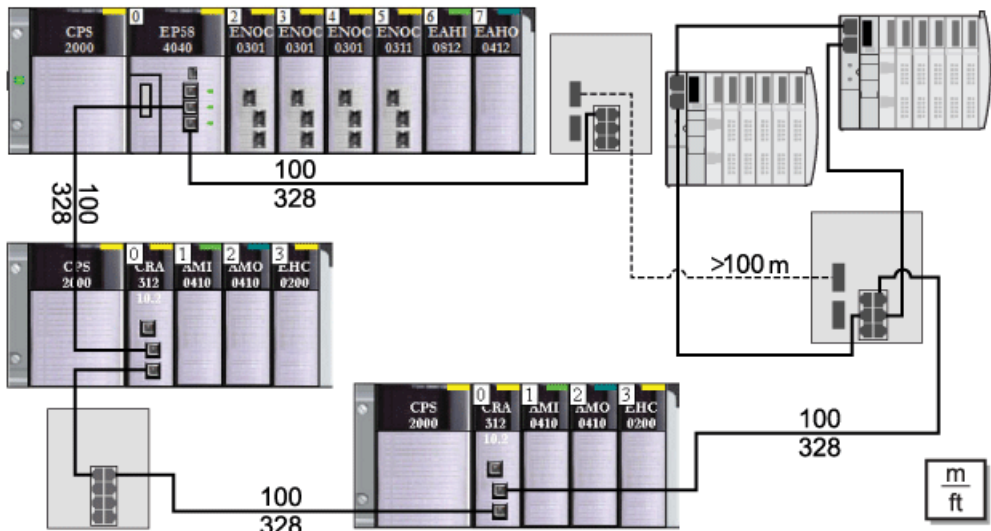 0 2 3 4 5 6 7
CPS EP58 ENOC ENOC ENOC ENOC EAHI EAHO
2000 4040 0301 0301 0301 0311 0812 0412
100
328
100
328
>100 m
0 1 2 3
CPS CRA AMI AMO EHC
2000 312 0410 0410 0200
10.2
0 1 2 3
CPS CRA AMI AMO EHC
2000 312 0410 0410 0200
10.2
100
328
100
328
m
ft